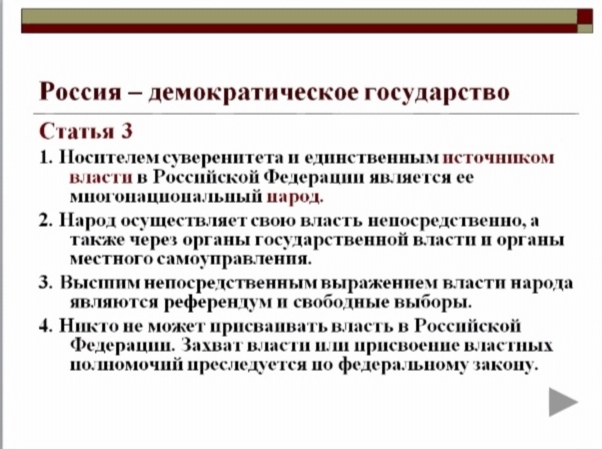 Россия – демократическое государство
Статья 3
1. Носителем суверенитета и единственным источником
власти в Российской Федерации является ее
многонациональный народ.
2. Народ осуществляет свою власть непосредственно, а
также через органы государственной власти и органы
местного самоуправления.
3. Высшим непосредственным выражением власти народа
являются референдум и свободные выборы.
4. Никто не может присваивать власть в Российской
Федерации. Захват власти или присвоение властных
полномочий преследуется по федеральному закону.